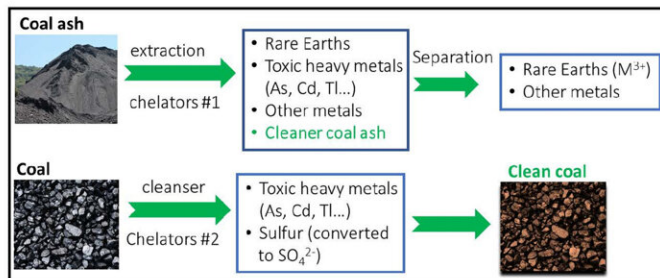 Coal ash
extraction
chelators #1
• Rare Earths
• Toxic heavy metals
(As, Cd, Tl...)
• Other metals
• Cleaner coal ash
Separation
• Rare Earths (M³⁺)
• Other metals
Coal
cleanser
Chelators #2
• Toxic heavy metals
(As, Cd, Tl...)
• Sulfur (converted
to SO₄²⁻)
Clean coal